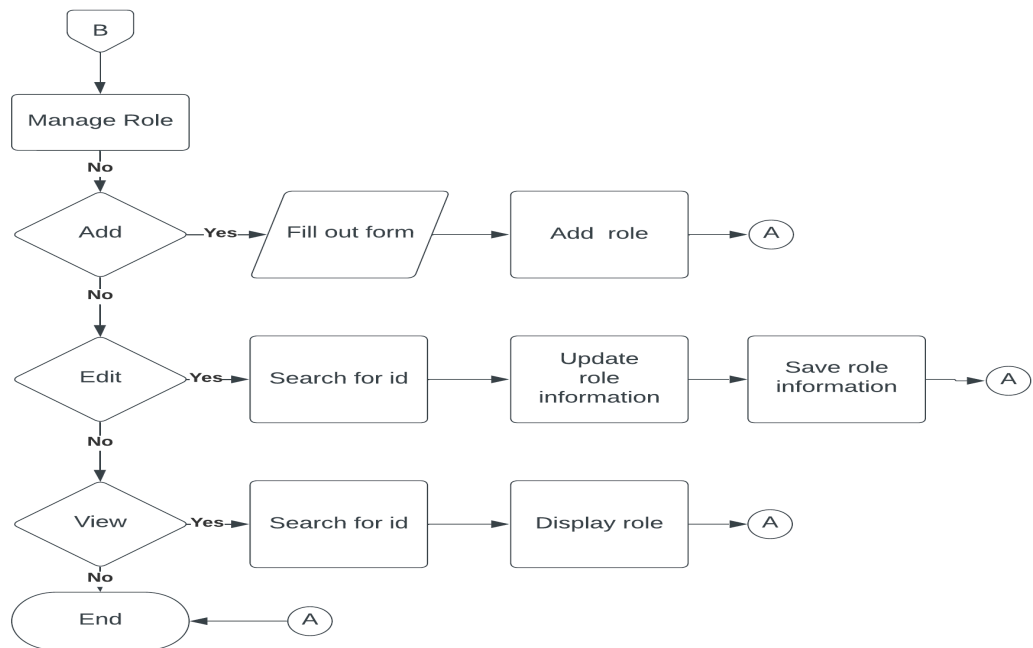 B
Manage Role
No
Add
Yes
Fill out form
Add role
A
No
Edit
Yes
Search for id
Update
role
information
Save role
information
A
No
View
Yes
Search for id
Display role
A
No
End
A